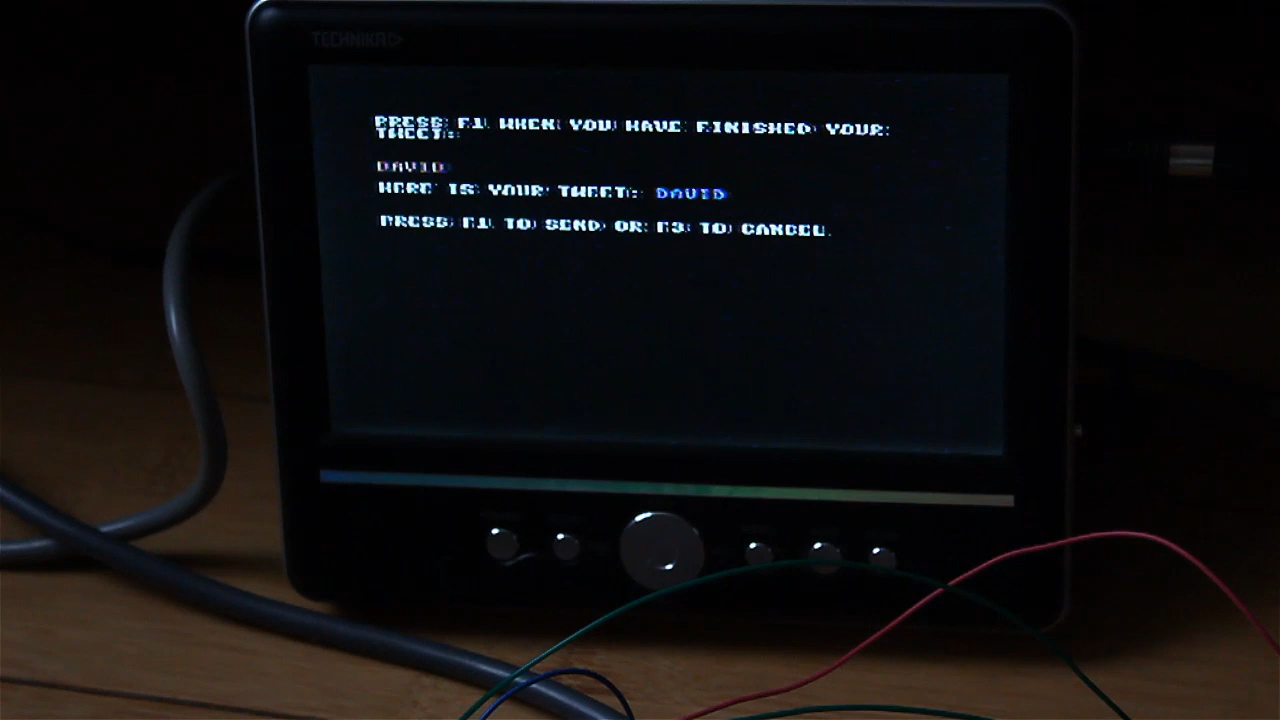 TECHNIKA
PRESS F1 WHEN YOU HAVE FINISHED YOUR
TWEET:
DAVID
HERE IS YOUR TWEET: DAVID
PRESS F1 TO SEND OR F3 TO CANCEL.